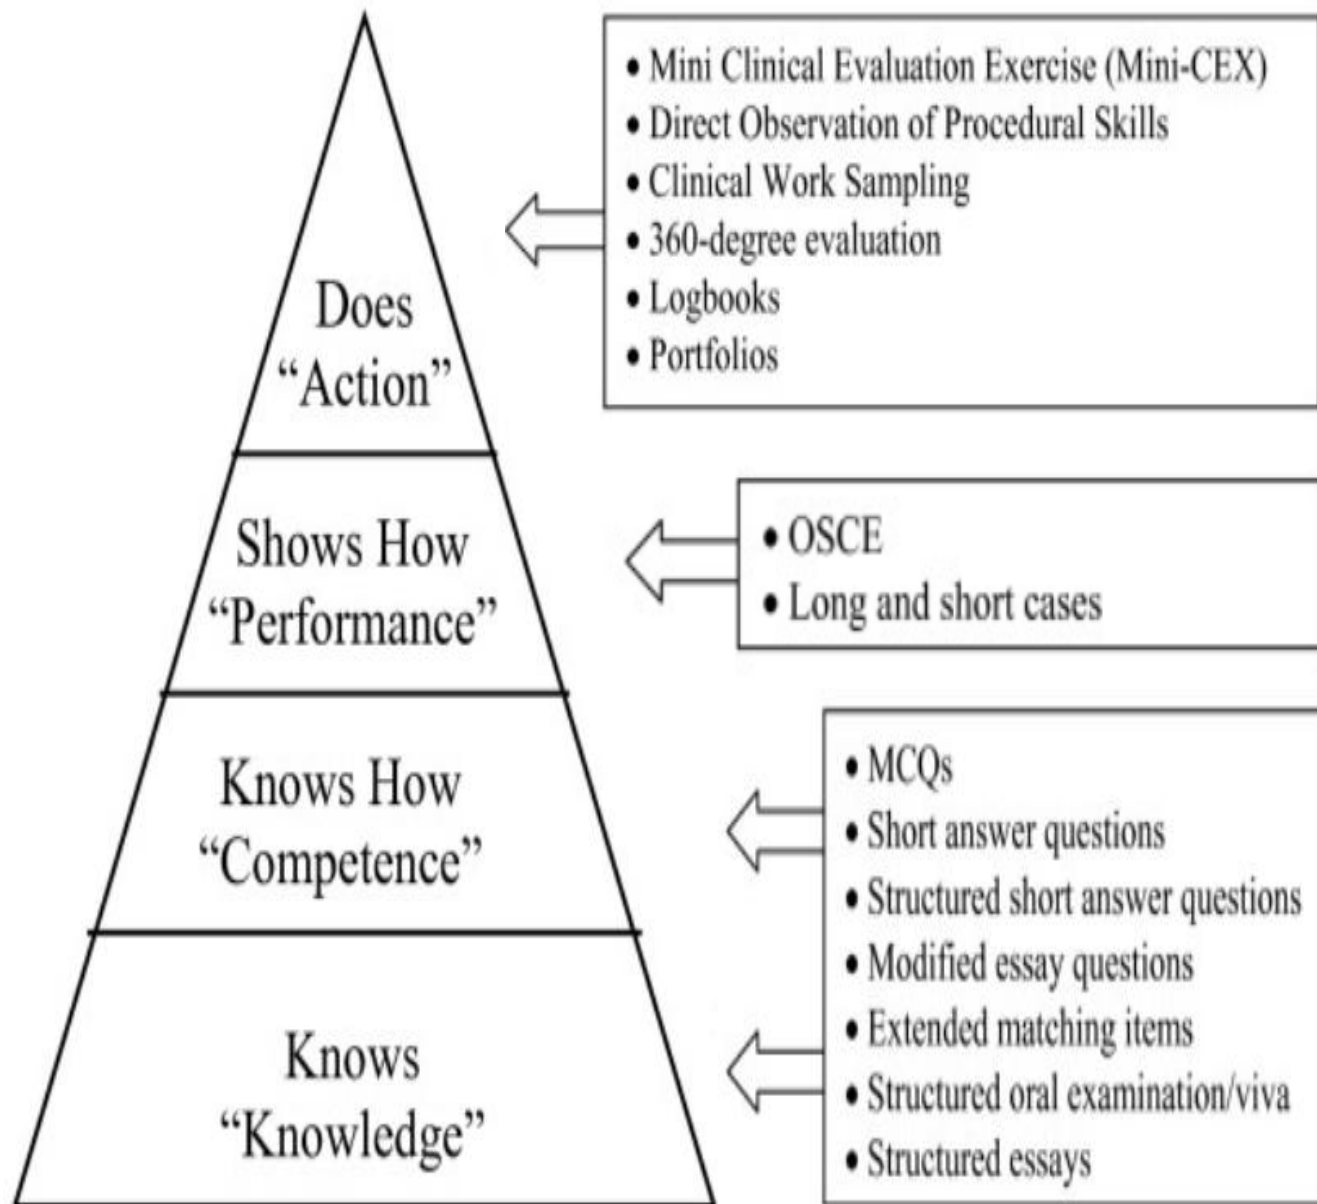 Does
“Action”
Shows How
“Performance”
Knows How
“Competence”
Knows
“Knowledge”
• Mini Clinical Evaluation Exercise (Mini-CEX)
• Direct Observation of Procedural Skills
• Clinical Work Sampling
• 360-degree evaluation
• Logbooks
• Portfolios
• OSCE
• Long and short cases
• MCQs
• Short answer questions
• Structured short answer questions
• Modified essay questions
• Extended matching items
• Structured oral examination/viva
• Structured essays